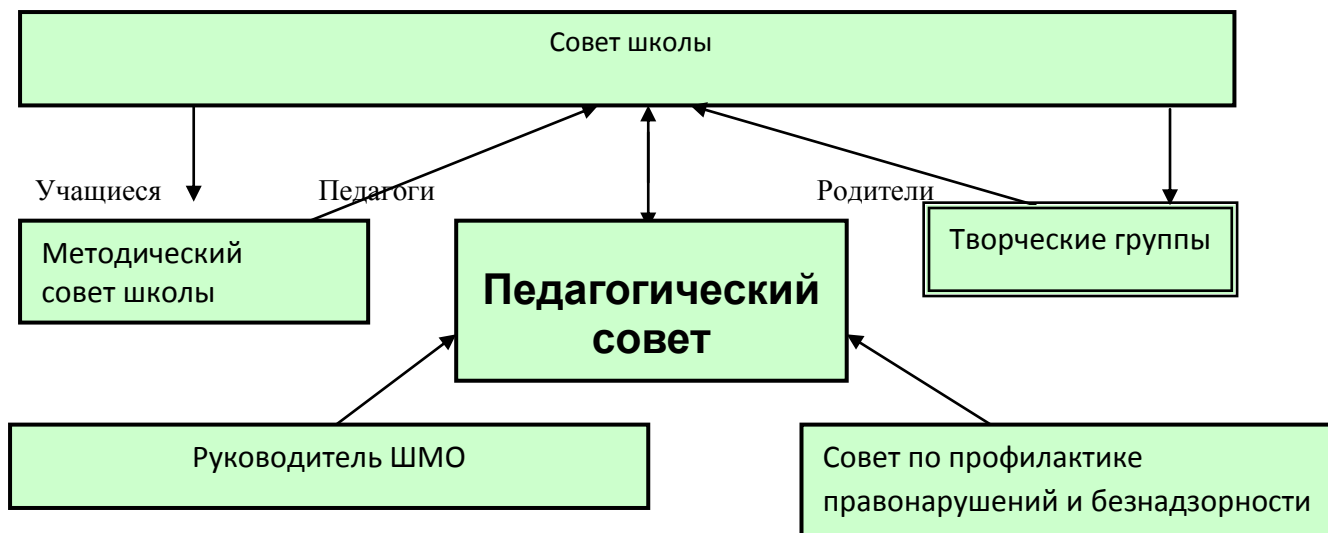 Совет школы
Учащиеся Педагоги Родители
Методический
совет школы
Творческие группы
Педагогический
совет
Руководитель ШМО
Совет по профилактике
правонарушений и безнадзорности